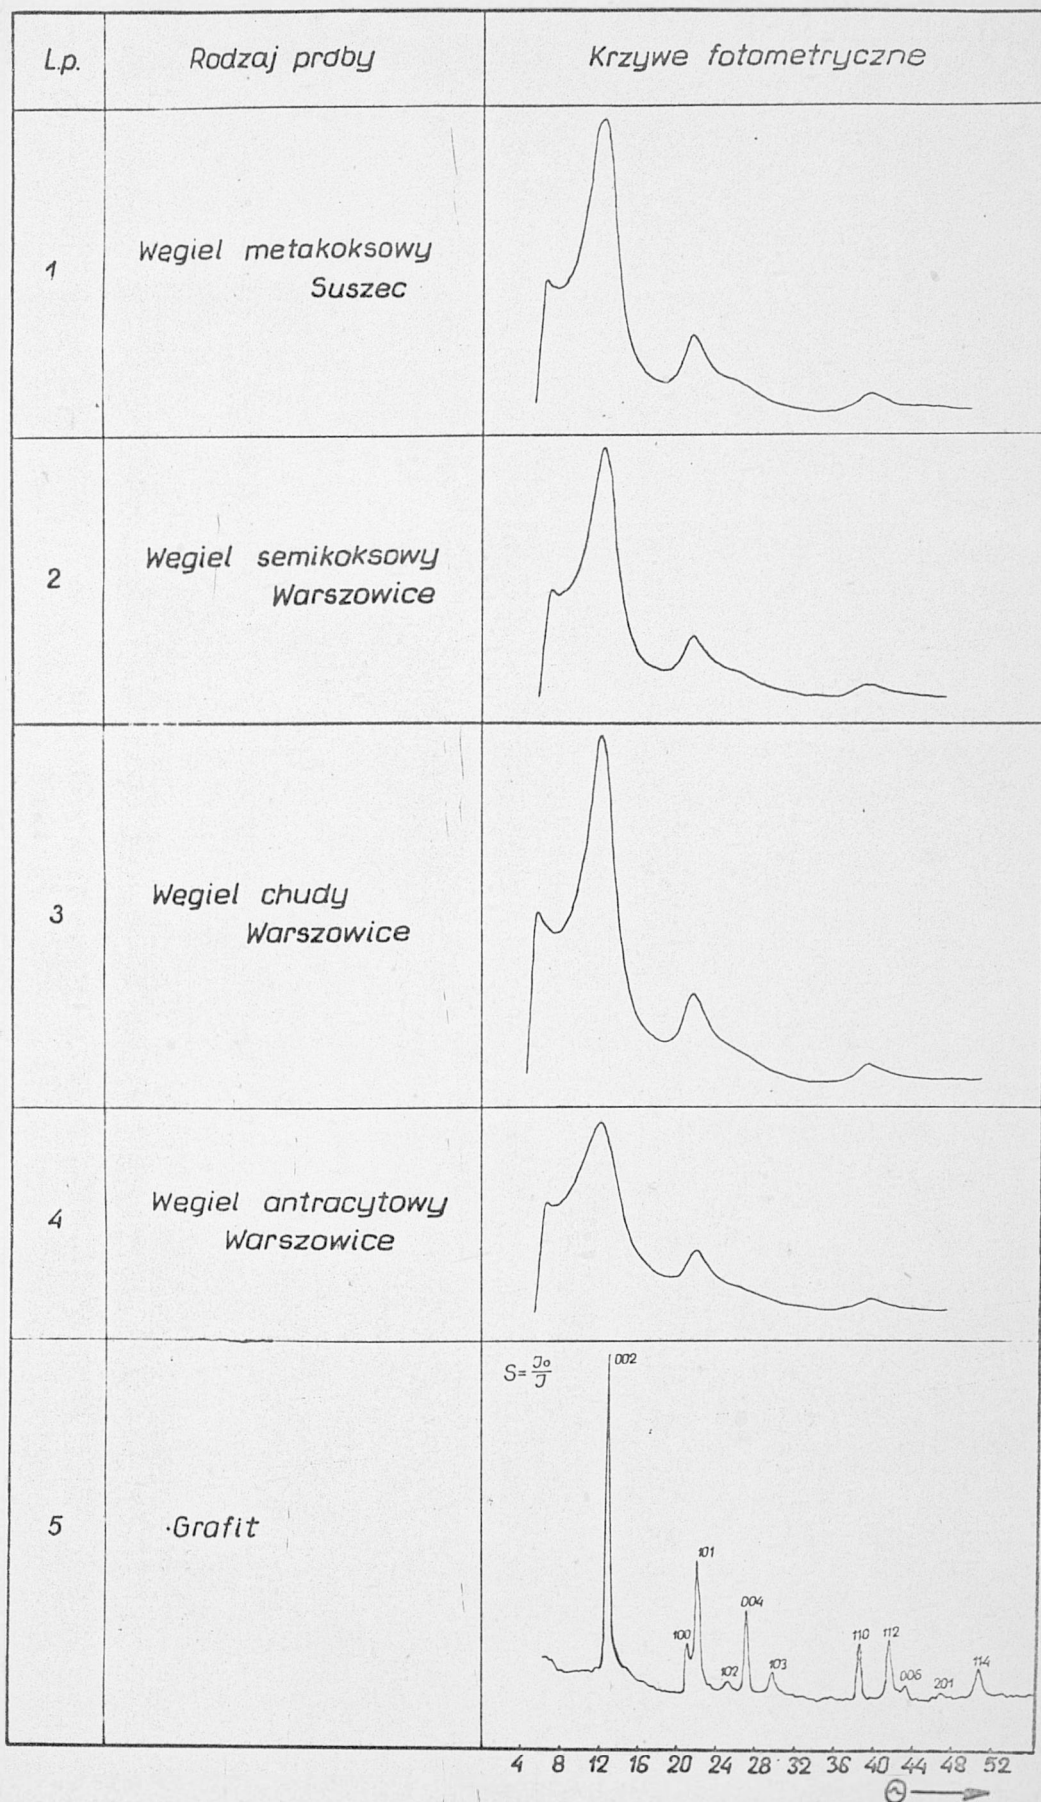 L.p. Rodzaj próby Krzywe fotometryczne
1 Węgiel metakoksowy
Suszec
2 Węgiel semikoksowy
Warszowice
3 Węgiel chudy
Warszowice
4 Węgiel antracytowy
Warszowice
5 Grafit
S=Jo/J
002
101
004
100
102
103
110
112
006
201
114
4 8 12 16 20 24 28 32 36 40 44 48 52
Θ